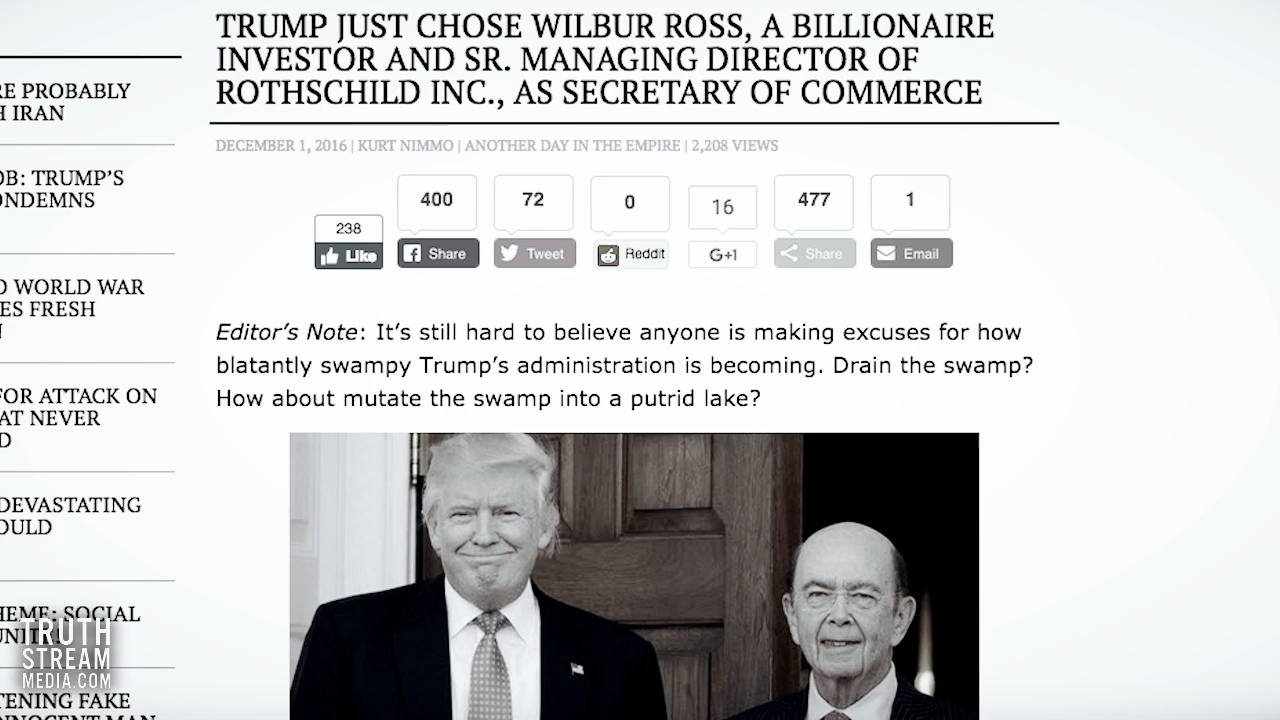 TRUMP JUST CHOSE WILBUR ROSS, A BILLIONAIRE
INVESTOR AND SR. MANAGING DIRECTOR OF
ROTHSCHILD INC., AS SECRETARY OF COMMERCE
DECEMBER 1, 2016 | KURT NIMMO | ANOTHER DAY IN THE EMPIRE | 2,208 VIEWS
238
Like
400
Share
72
Tweet
0
Reddit
16
G+1
477
Share
1
Email
Editor's Note: It's still hard to believe anyone is making excuses for how
blatantly swampy Trump's administration is becoming. Drain the swamp?
How about mutate the swamp into a putrid lake?
RE PROBABLY
H IRAN
OB: TRUMP'S
ONDEMNS
O WORLD WAR
ES FRESH
FOR ATTACK ON
AT NEVER
D
DEVASTATING
OULD
HEME: SOCIAL
TRUTH
STREAM
MEDIA.COM
TENING FAKE
NNOCENT MAN